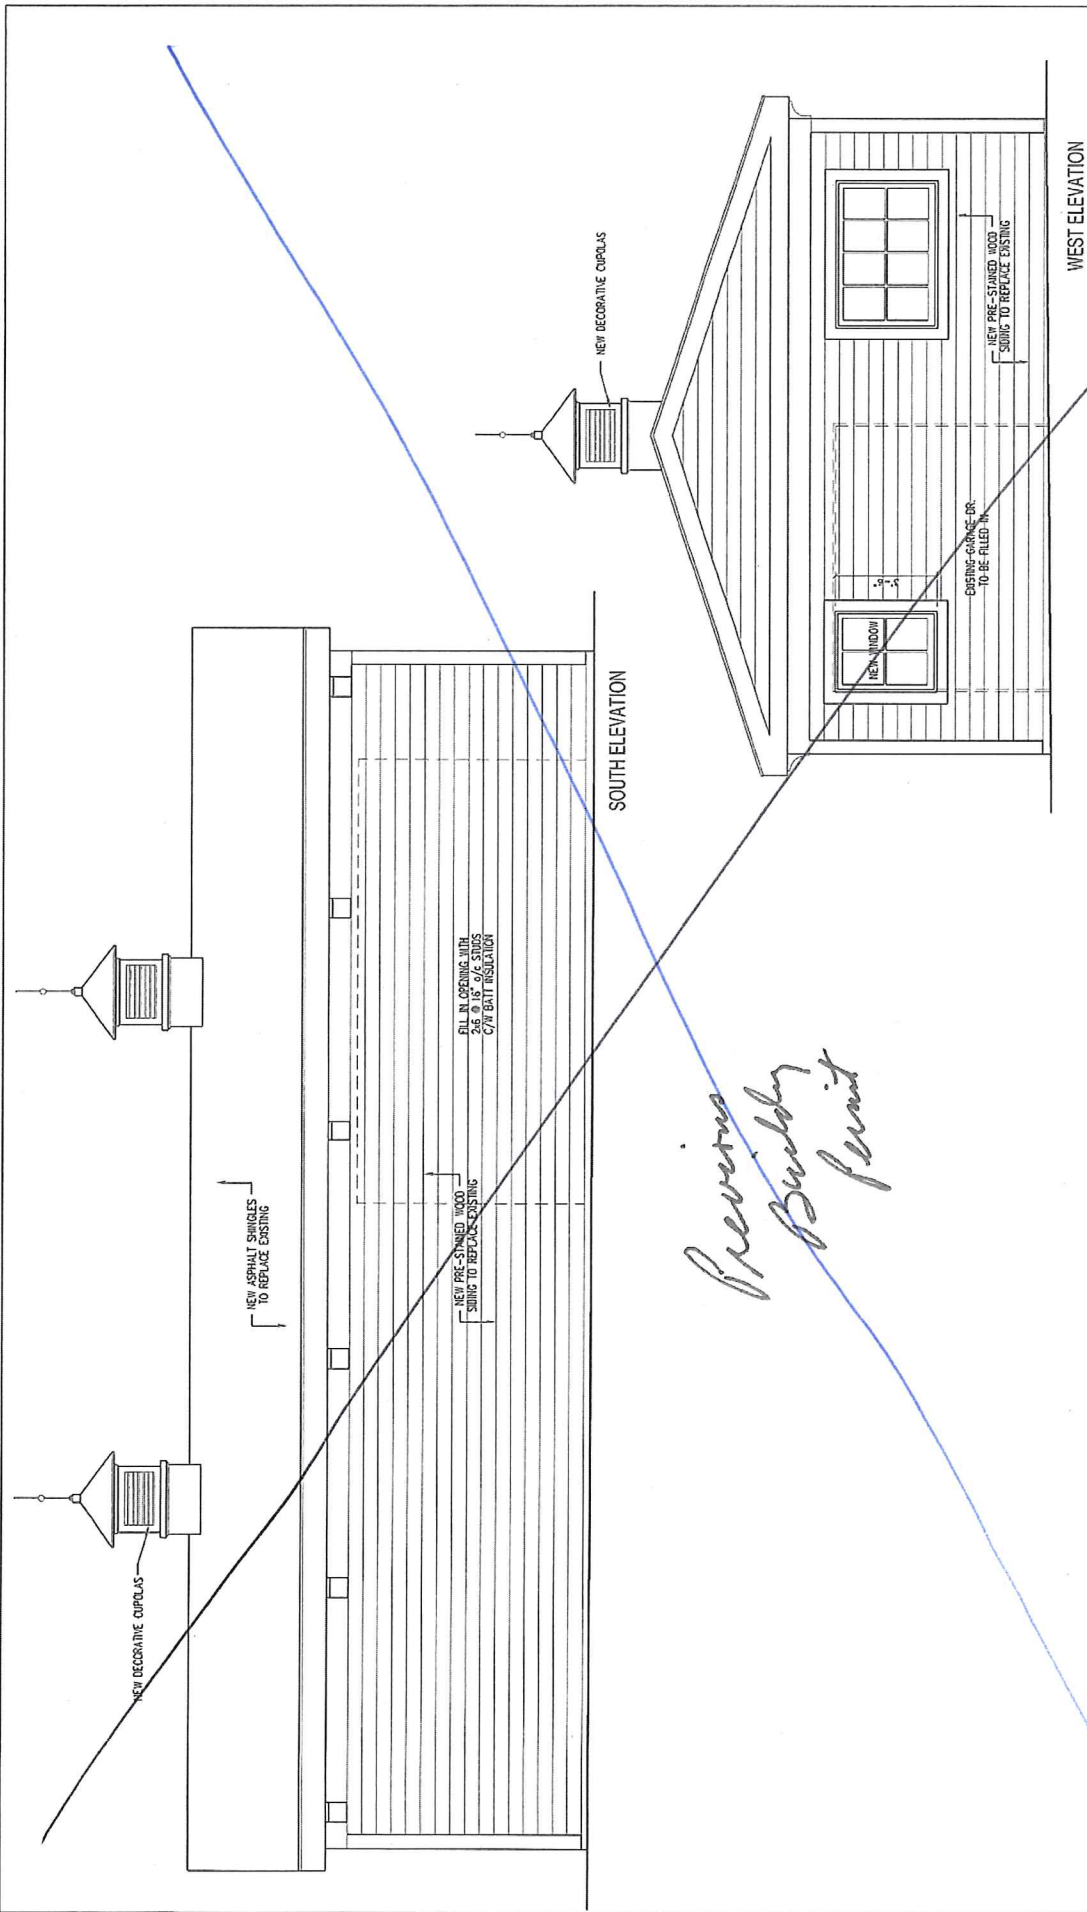 NEW DECORATIVE CUPOLAS
NEW ASPHALT SHINGLES
TO REPLACE EXISTING
NEW PRE-STAINED WOOD
SIDING TO REPLACE EXISTING
FILL IN OPENING WITH
2x6 @ 16" o/c STUDS
C/W BATT INSULATION
SOUTH ELEVATION
Previous
Building
Permit
NEW DECORATIVE CUPOLAS
NEW WINDOW
3'-6"
EXISTING GARAGE DR.
TO BE FILLED IN
NEW PRE-STAINED WOOD
SIDING TO REPLACE EXISTING
WEST ELEVATION